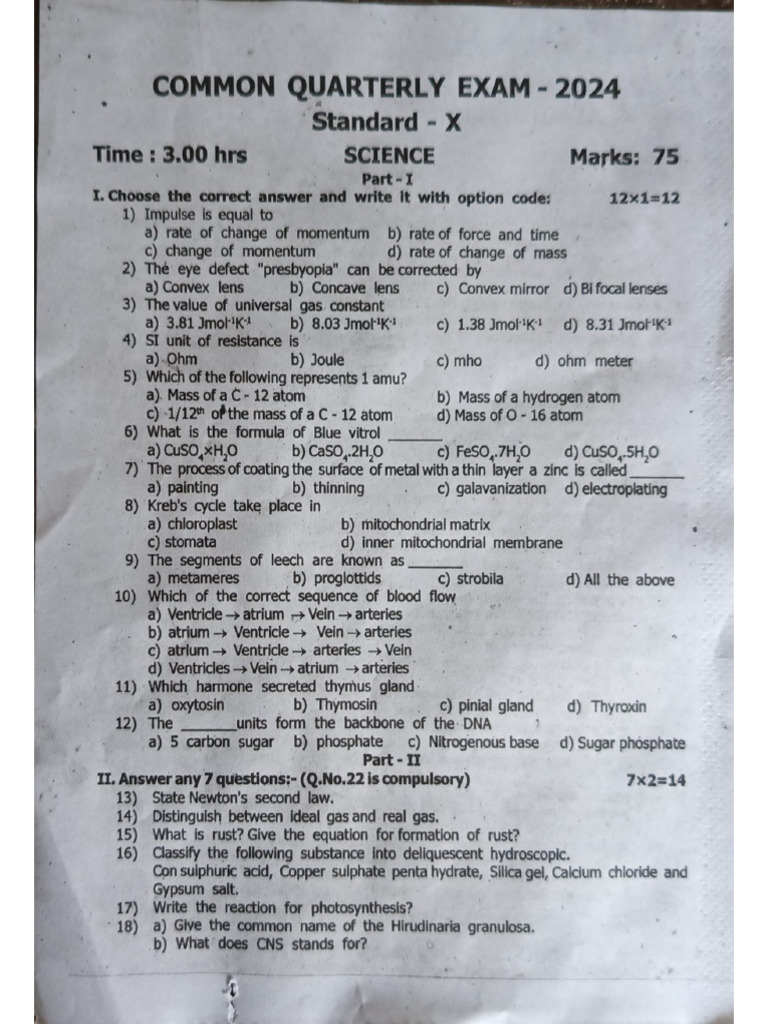 COMMON QUARTERLY EXAM - 2024
Standard - X
Time : 3.00 hrs SCIENCE Marks: 75
Part - I
I. Choose the correct answer and write it with option code: 12×1=12
1) Impulse is equal to
a) rate of change of momentum b) rate of force and time
c) change of momentum d) rate of change of mass
2) The eye defect "presbyopia" can be corrected by
a) Convex lens b) Concave lens c) Convex mirror d) Bi focal lenses
3) The value of universal gas constant
a) 3.81 Jmol⁻¹K⁻¹ b) 8.03 Jmol⁻¹K⁻¹ c) 1.38 Jmol⁻¹K⁻¹ d) 8.31 Jmol⁻¹K⁻¹
4) SI unit of resistance is
a) Ohm b) Joule c) mho d) ohm meter
5) Which of the following represents 1 amu?
a) Mass of a C - 12 atom b) Mass of a hydrogen atom
c) 1/12ᵗʰ of the mass of a C - 12 atom d) Mass of O - 16 atom
6) What is the formula of Blue vitrol ______
a) CuSO₄×H₂O b) CaSO₄.2H₂O c) FeSO₄.7H₂O d) CuSO₄.5H₂O
7) The process of coating the surface of metal with a thin layer a zinc is called ______
a) painting b) thinning c) galavanization d) electroplating
8) Kreb's cycle take place in
a) chloroplast b) mitochondrial matrix
c) stomata d) inner mitochondrial membrane
9) The segments of leech are known as ______
a) metameres b) proglottids c) strobila d) All the above
10) Which of the correct sequence of blood flow
a) Ventricle → atrium → Vein → arteries
b) atrium → Ventricle → Vein → arteries
c) atrium → Ventricle → arteries → Vein
d) Ventricles → Vein → atrium → arteries
11) Which harmone secreted thymus gland
a) oxytosin b) Thymosin c) pinial gland d) Thyroxin
12) The ______units form the backbone of the DNA
a) 5 carbon sugar b) phosphate c) Nitrogenous base d) Sugar phosphate
Part - II
II. Answer any 7 questions:- (Q.No.22 is compulsory) 7×2=14
13) State Newton's second law.
14) Distinguish between ideal gas and real gas.
15) What is rust? Give the equation for formation of rust?
16) Classify the following substance into deliquescent hydroscopic.
Con sulphuric acid, Copper sulphate penta hydrate, Silica gel, Calcium chloride and
Gypsum salt.
17) Write the reaction for photosynthesis?
18) a) Give the common name of the Hirudinaria granulosa.
b) What does CNS stands for?